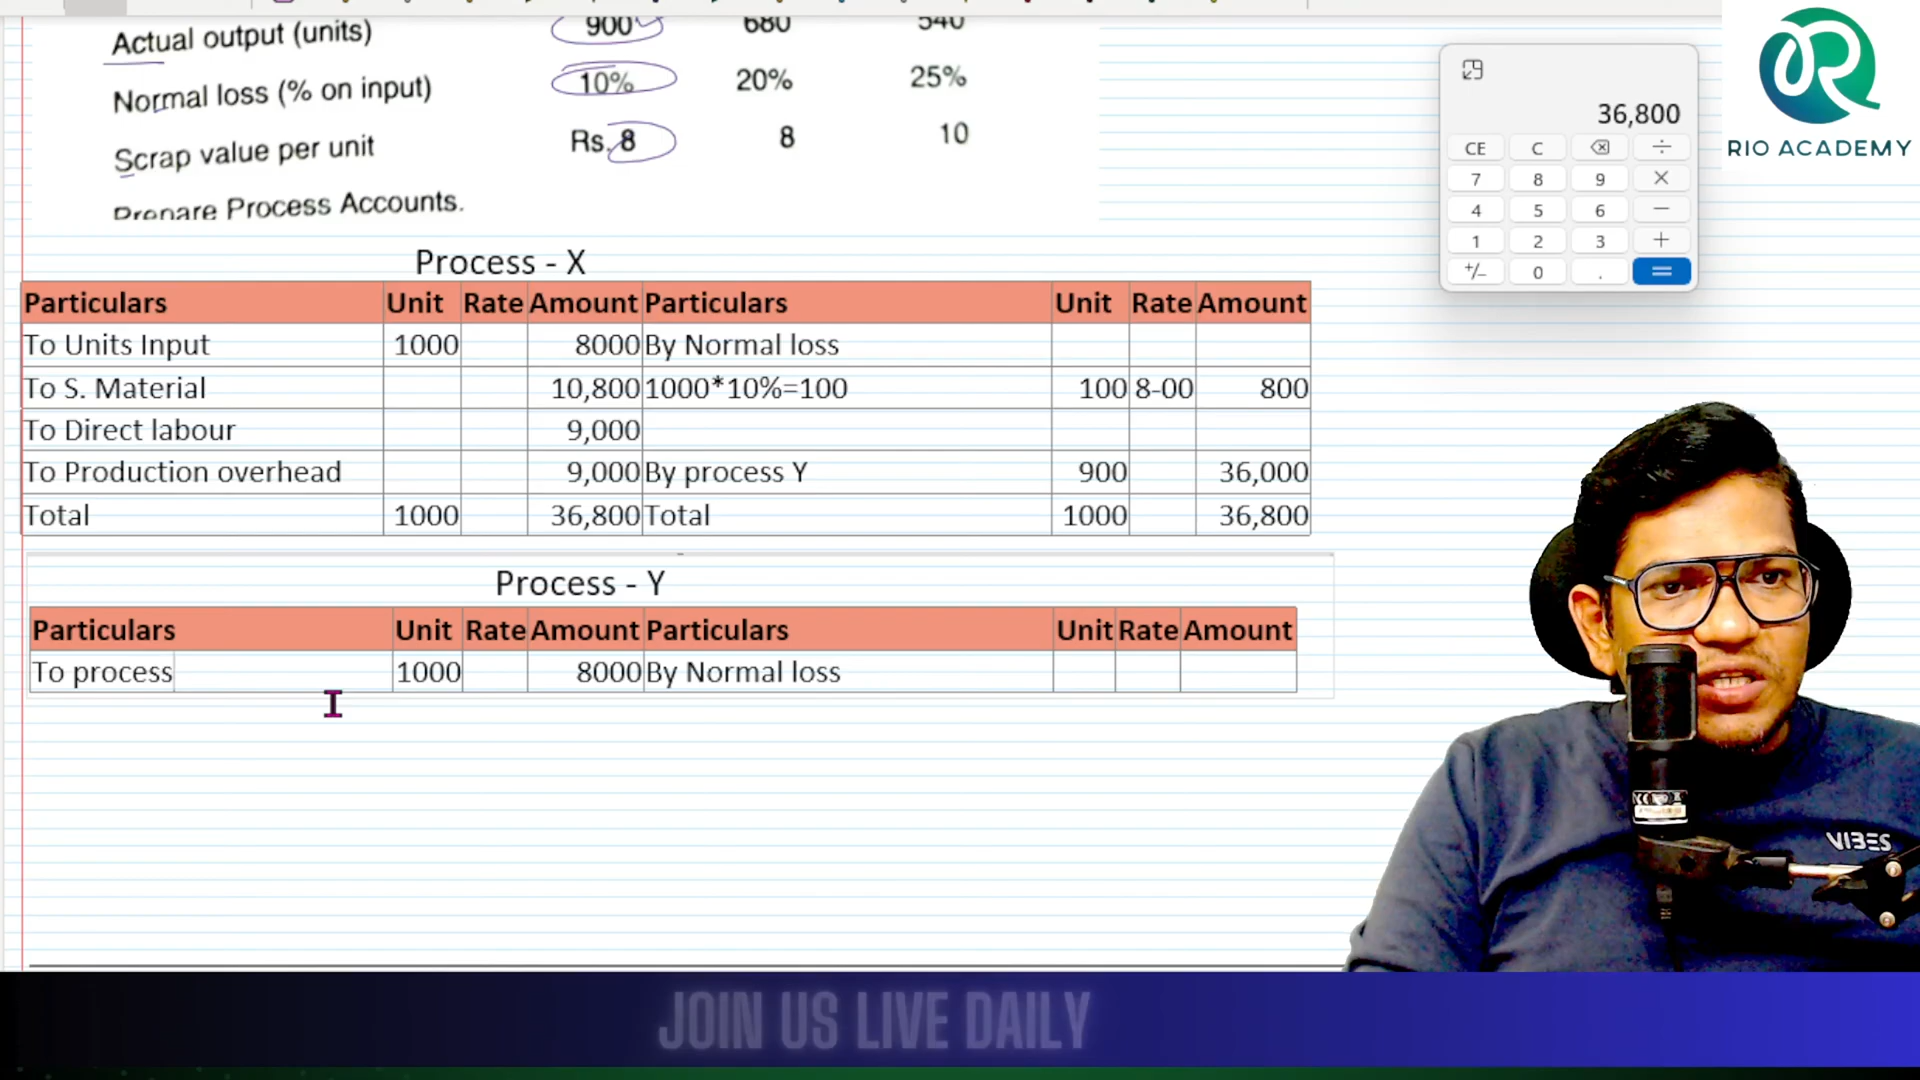 Actual output (units) 900 680 540
Normal loss (% on input) 10% 20% 25%
Scrap value per unit Rs. 8 8 10
Prepare Process Accounts.
36,800
CE C ÷
7 8 9 ×
4 5 6 −
1 2 3 +
+/− 0 . =
RIO ACADEMY
Process - X
Particulars Unit Rate Amount Particulars Unit Rate Amount
To Units Input 1000 8000 By Normal loss
To S. Material 10,800 1000*10%=100 100 8-00 800
To Direct labour 9,000
To Production overhead 9,000 By process Y 900 36,000
Total 1000 36,800 Total 1000 36,800
Process - Y
Particulars Unit Rate Amount Particulars Unit Rate Amount
To process 1000 8000 By Normal loss
VIBES
JOIN US LIVE DAILY